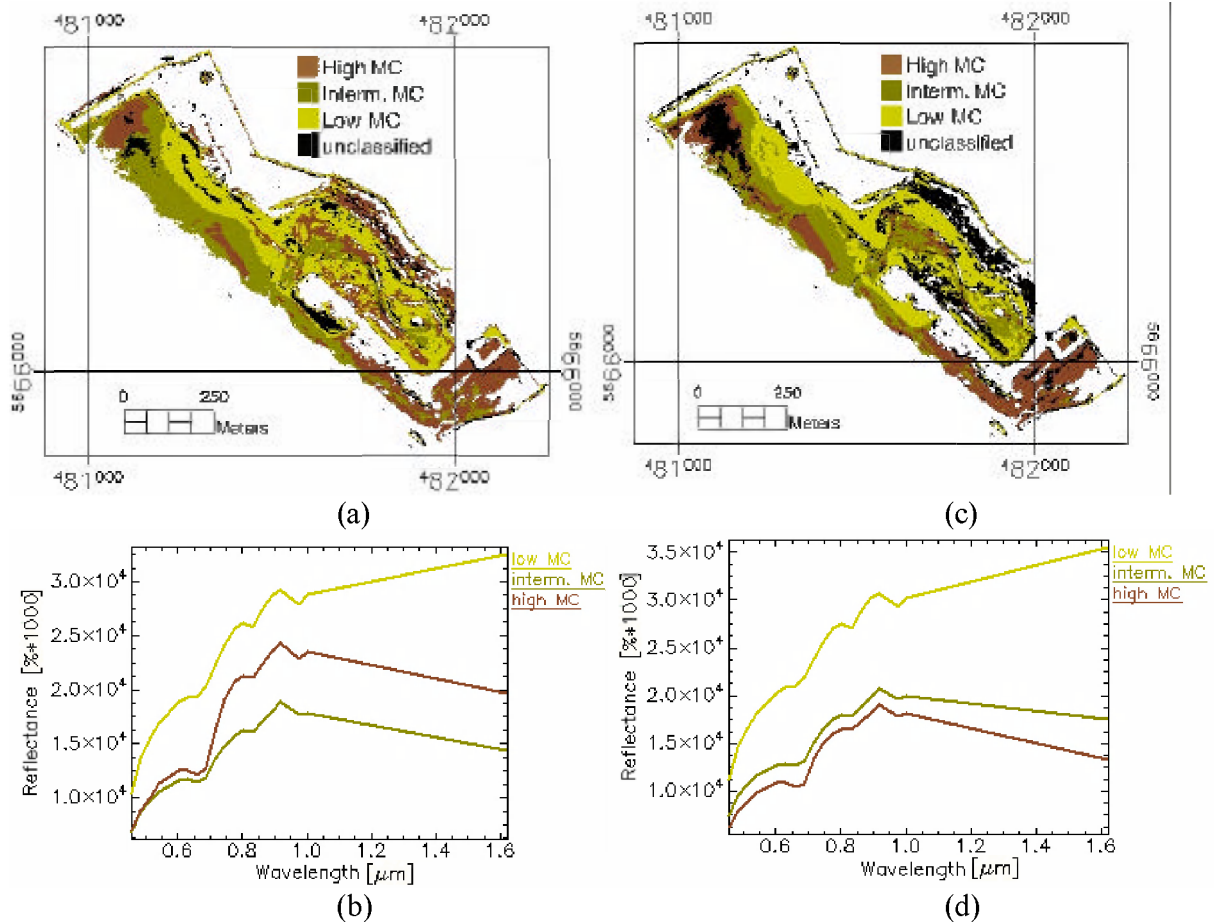 481000 482000
High MC
Interm. MC
Low MC
unclassified
5566000 5566000
0 250
Meters
481000 482000
(a)
481000 482000
High MC
Interm. MC
Low MC
unclassified
5566000 5566000
0 250
Meters
481000 482000
(c)
low MC
interm. MC
high MC
Reflectance [%*1000]
3.0×10⁴
2.5×10⁴
2.0×10⁴
1.5×10⁴
1.0×10⁴
0.6 0.8 1.0 1.2 1.4 1.6
Wavelength [μm]
(b)
low MC
interm. MC
high MC
Reflectance [%*1000]
3.5×10⁴
3.0×10⁴
2.5×10⁴
2.0×10⁴
1.5×10⁴
1.0×10⁴
0.6 0.8 1.0 1.2 1.4 1.6
Wavelength [μm]
(d)